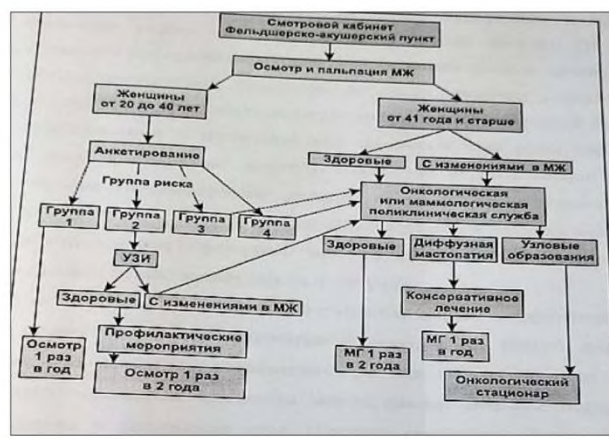 Смотровой кабинет
Фельдшерско-акушерский пункт
Осмотр и пальпация МЖ
Женщины
от 20 до 40 лет
Женщины
от 41 года и старше
Анкетирование
Здоровые
С изменениями в МЖ
Группа риска
Онкологическая
или маммологическая
поликлиническая служба
Группа
1
Группа
2
Группа
3
Группа
4
УЗИ
Здоровые
Диффузная
мастопатия
Узловые
образования
Здоровые
С изменениями в МЖ
Консервативное
лечение
Профилактические
мероприятия
Осмотр
1 раз
в год
Осмотр 1 раз
в 2 года
МГ 1 раз
в 2 года
МГ 1 раз
в год
Онкологический
стационар